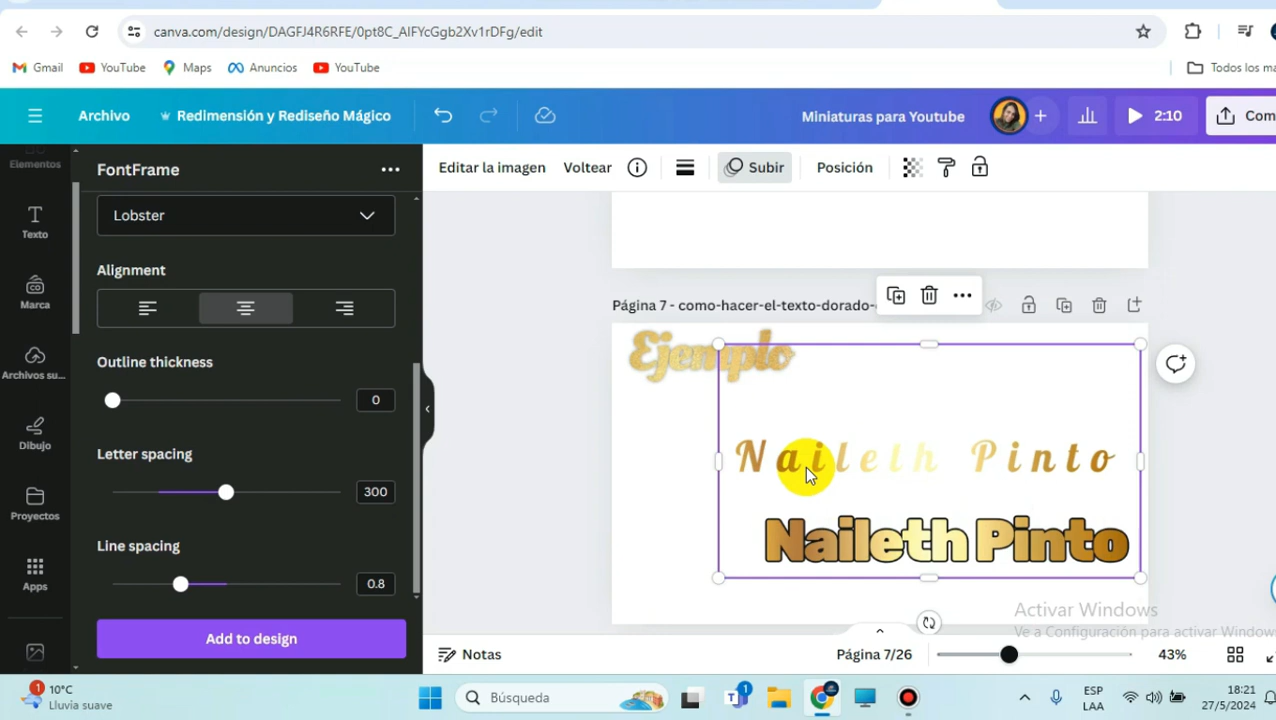 canva.com/design/DAGFJ4R6RFE/0pt8C_AIFYcGgb2Xv1rDFg/edit
Gmail YouTube Maps Anuncios YouTube Todos los ma
Archivo Redimensión y Rediseño Mágico Miniaturas para Youtube + 2:10 Com
Elementos
Texto
Marca
Archivos su...
Dibujo
Proyectos
Apps
FontFrame
Lobster
Alignment
Outline thickness
0
Letter spacing
300
Line spacing
0.8
Add to design
Editar la imagen Voltear Subir Posición
Página 7 - como-hacer-el-texto-dorado-
Ejemplo
Naileth Pinto
Naileth Pinto
Activar Windows
Ve a Configuración para activar Window
Notas Página 7/26 43%
1 10°C
Lluvia suave
Búsqueda
1
ESP
LAA
18:21
27/5/2024